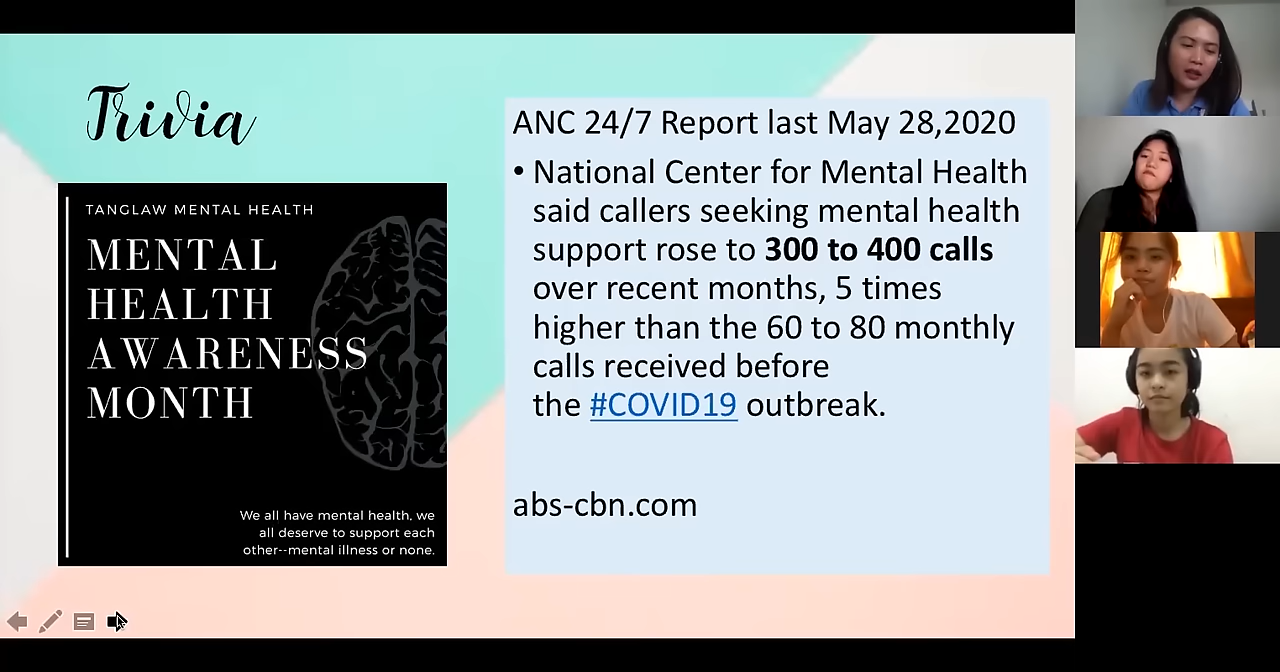 Trivia
TANGLAW MENTAL HEALTH
MENTAL
HEALTH
AWARENESS
MONTH
We all have mental health, we
all deserve to support each
other--mental illness or none.
ANC 24/7 Report last May 28,2020
• National Center for Mental Health
said callers seeking mental health
support rose to 300 to 400 calls
over recent months, 5 times
higher than the 60 to 80 monthly
calls received before
the #COVID19 outbreak.
abs-cbn.com